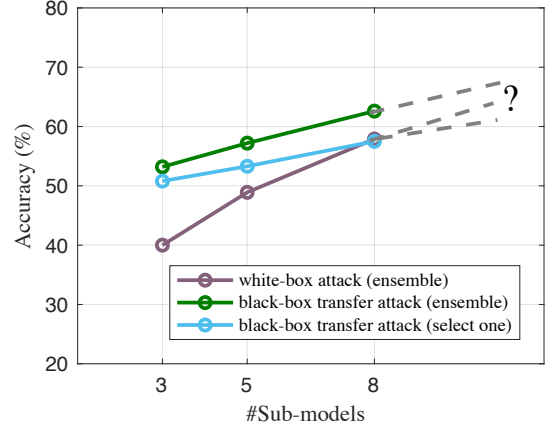 80
70
60
50
40
30
20
Accuracy (%)
?
white-box attack (ensemble)
black-box transfer attack (ensemble)
black-box transfer attack (select one)
3 5 8
#Sub-models